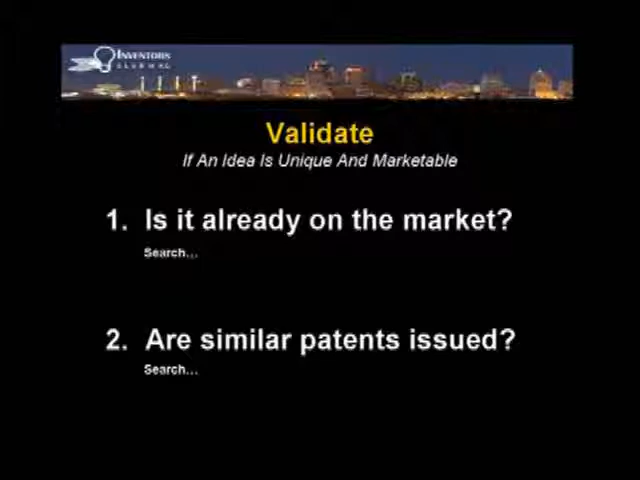 INVENTORS
Validate
If An Idea Is Unique And Marketable
1. Is it already on the market?
Search...
2. Are similar patents issued?
Search...